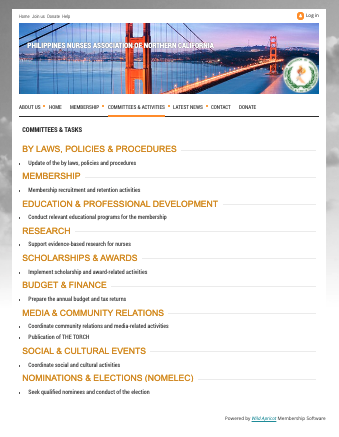 Home Join us Donate Help
Log in
PHILIPPINES NURSES ASSOCIATION OF NORTHERN CALIFORNIA
ABOUT US HOME MEMBERSHIP COMMITTEES & ACTIVITIES LATEST NEWS CONTACT DONATE
COMMITTEES & TASKS
BY LAWS, POLICIES & PROCEDURES
Update of the by laws, policies and procedures
MEMBERSHIP
Membership recruitment and retention activities
EDUCATION & PROFESSIONAL DEVELOPMENT
Conduct relevant educational programs for the membership
RESEARCH
Support evidence-based research for nurses
SCHOLARSHIPS & AWARDS
Implement scholarship and award-related activities
BUDGET & FINANCE
Prepare the annual budget and tax returns
MEDIA & COMMUNITY RELATIONS
Coordinate community relations and media-related activities
Publication of THE TORCH
SOCIAL & CULTURAL EVENTS
Coordinate social and cultural activities
NOMINATIONS & ELECTIONS (NOMELEC)
Seek qualified nominees and conduct of the election
Powered by Wild Apricot Membership Software